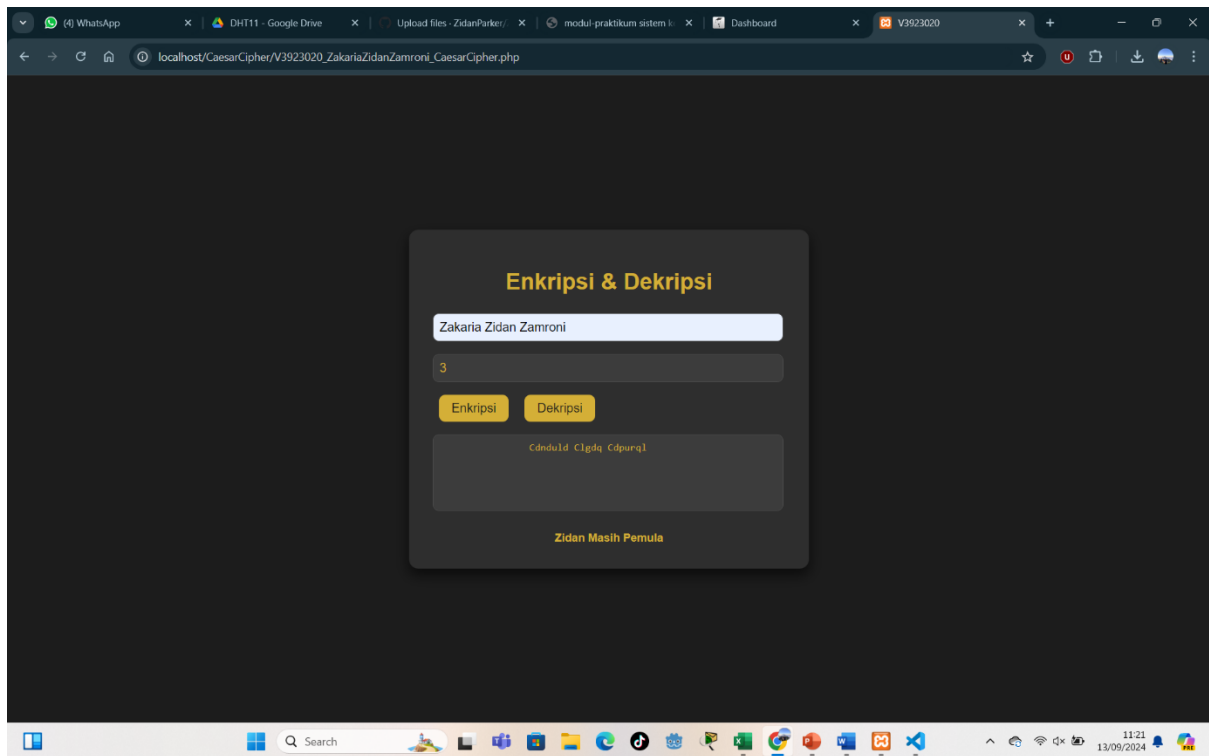 (4) WhatsApp
DHT11 - Google Drive
Upload files · ZidanParker/
modul-praktikum sistem k
Dashboard
V3923020
localhost/CaesarCipher/V3923020_ZakariaZidanZamroni_CaesarCipher.php
Enkripsi & Dekripsi
Zakaria Zidan Zamroni
3
Enkripsi Dekripsi
Cdnduld Clgdq Cdpurql
Zidan Masih Pemula
Search
11:21
13/09/2024